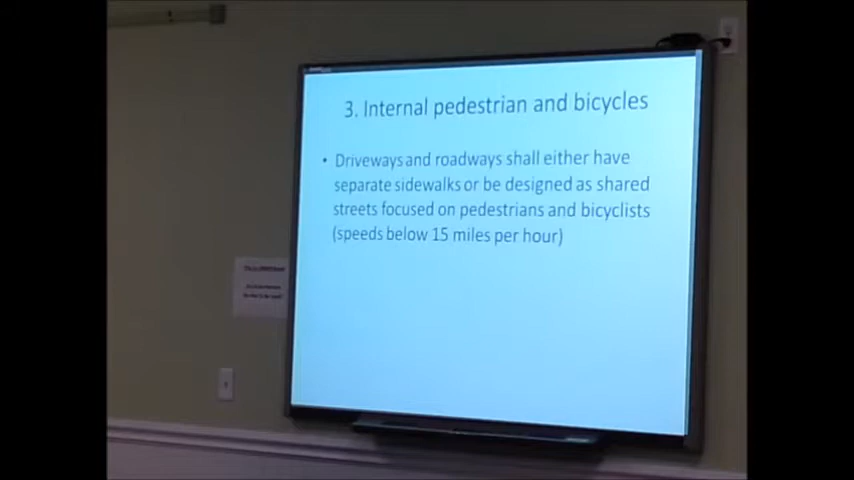 3. Internal pedestrian and bicycles
• Driveways and roadways shall either have
separate sidewalks or be designed as shared
streets focused on pedestrians and bicyclists
(speeds below 15 miles per hour)